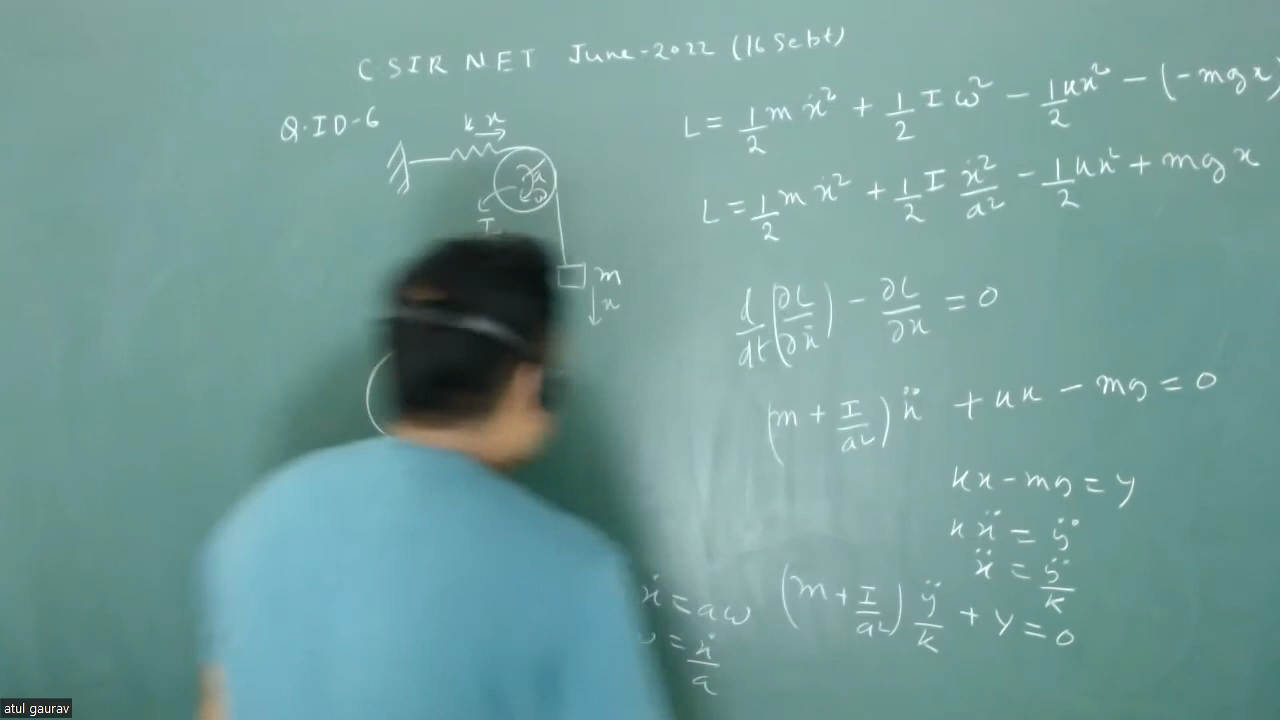 CSIR NET June-2022 (16 Sebt)
Q.ID-6
k x
a
ω
I
m
x
L = 1/2 m ẋ² + 1/2 I ω² - 1/2 kx² - (-mgx)
L = 1/2 m ẋ² + 1/2 I ẋ²/a² - 1/2 kx² + mgx
d/dt (∂L/∂ẋ) - ∂L/∂x = 0
(m + I/a²) ẍ + kx - mg = 0
kx - mg = y
kẍ = ÿ
ẍ = ÿ/k
ẋ = aω
ω = ẋ/a
(m + I/a²) ÿ/k + y = 0
atul gaurav